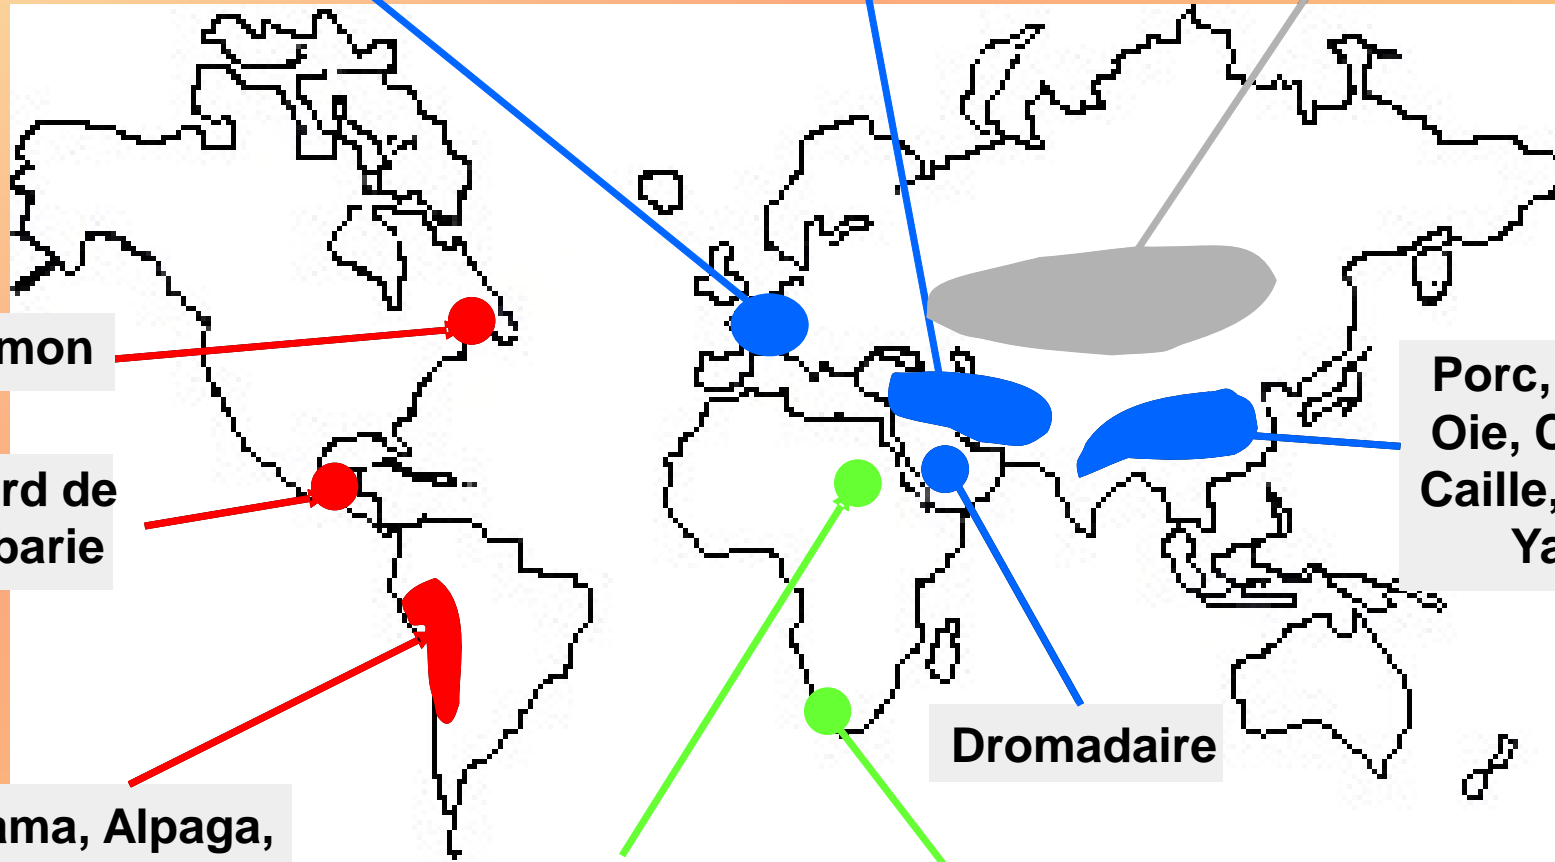 mon
rd de
parie
ama, Alpaga,
Dromadaire
Porc,
Oie, C
Caille,
Ya